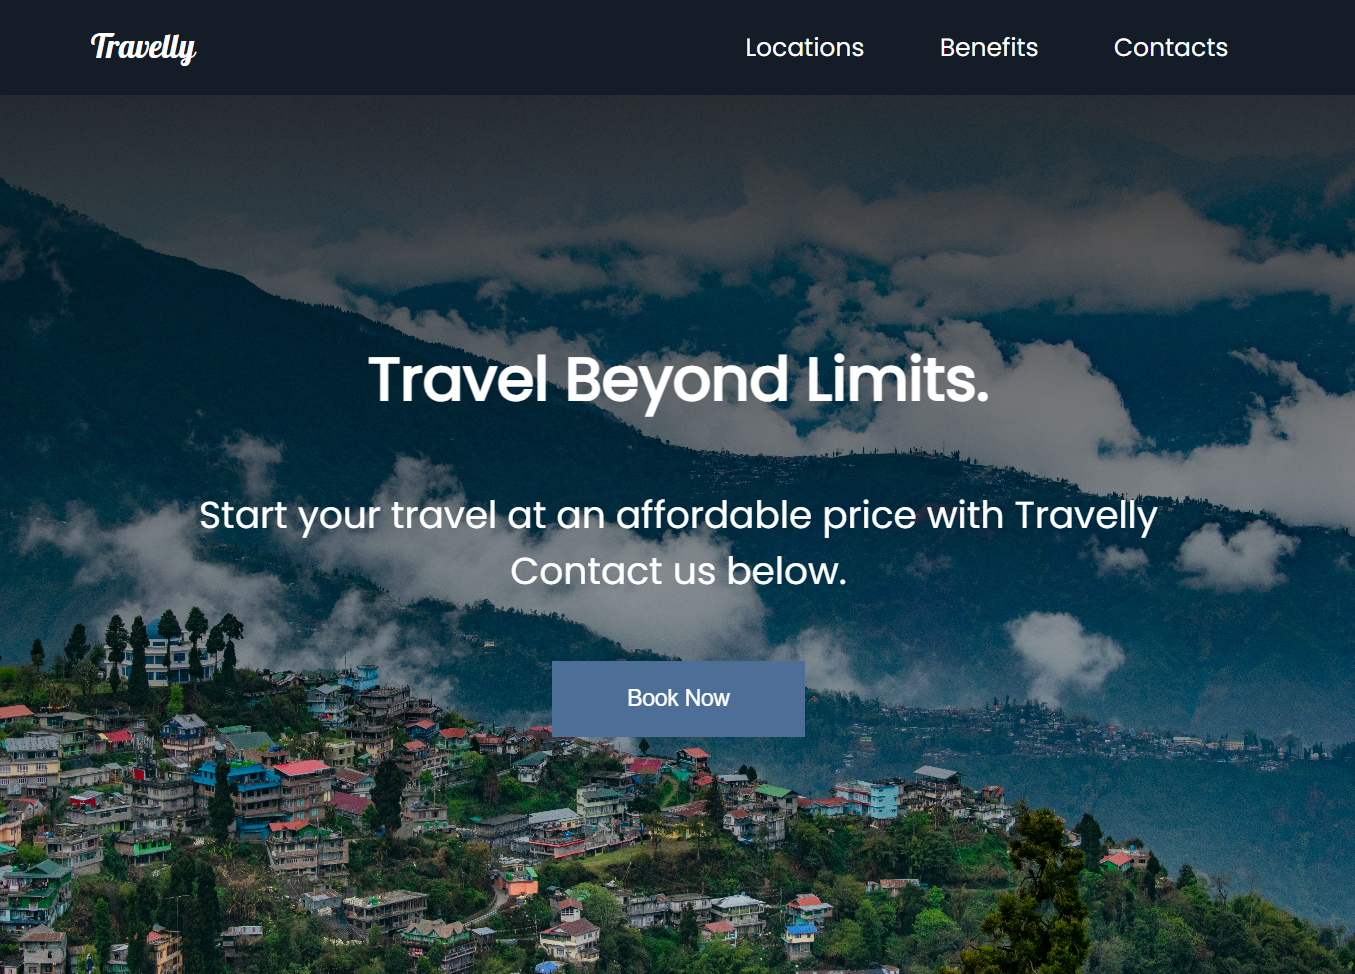 Travelly
Locations Benefits Contacts
Travel Beyond Limits.
Start your travel at an affordable price with Travelly
Contact us below.
Book Now